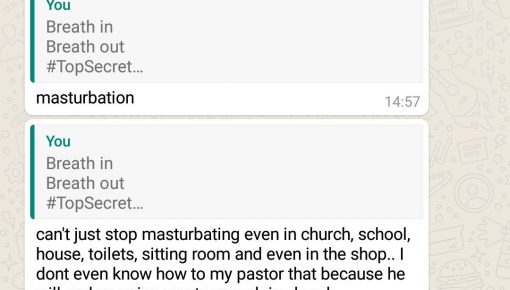 You
Breath in
Breath out
#TopSecret...
masturbation
14:57
You
Breath in
Breath out
#TopSecret...
can't just stop masturbating even in church, school,
house, toilets, sitting room and even in the shop.. I
dont even know how to my pastor that because he